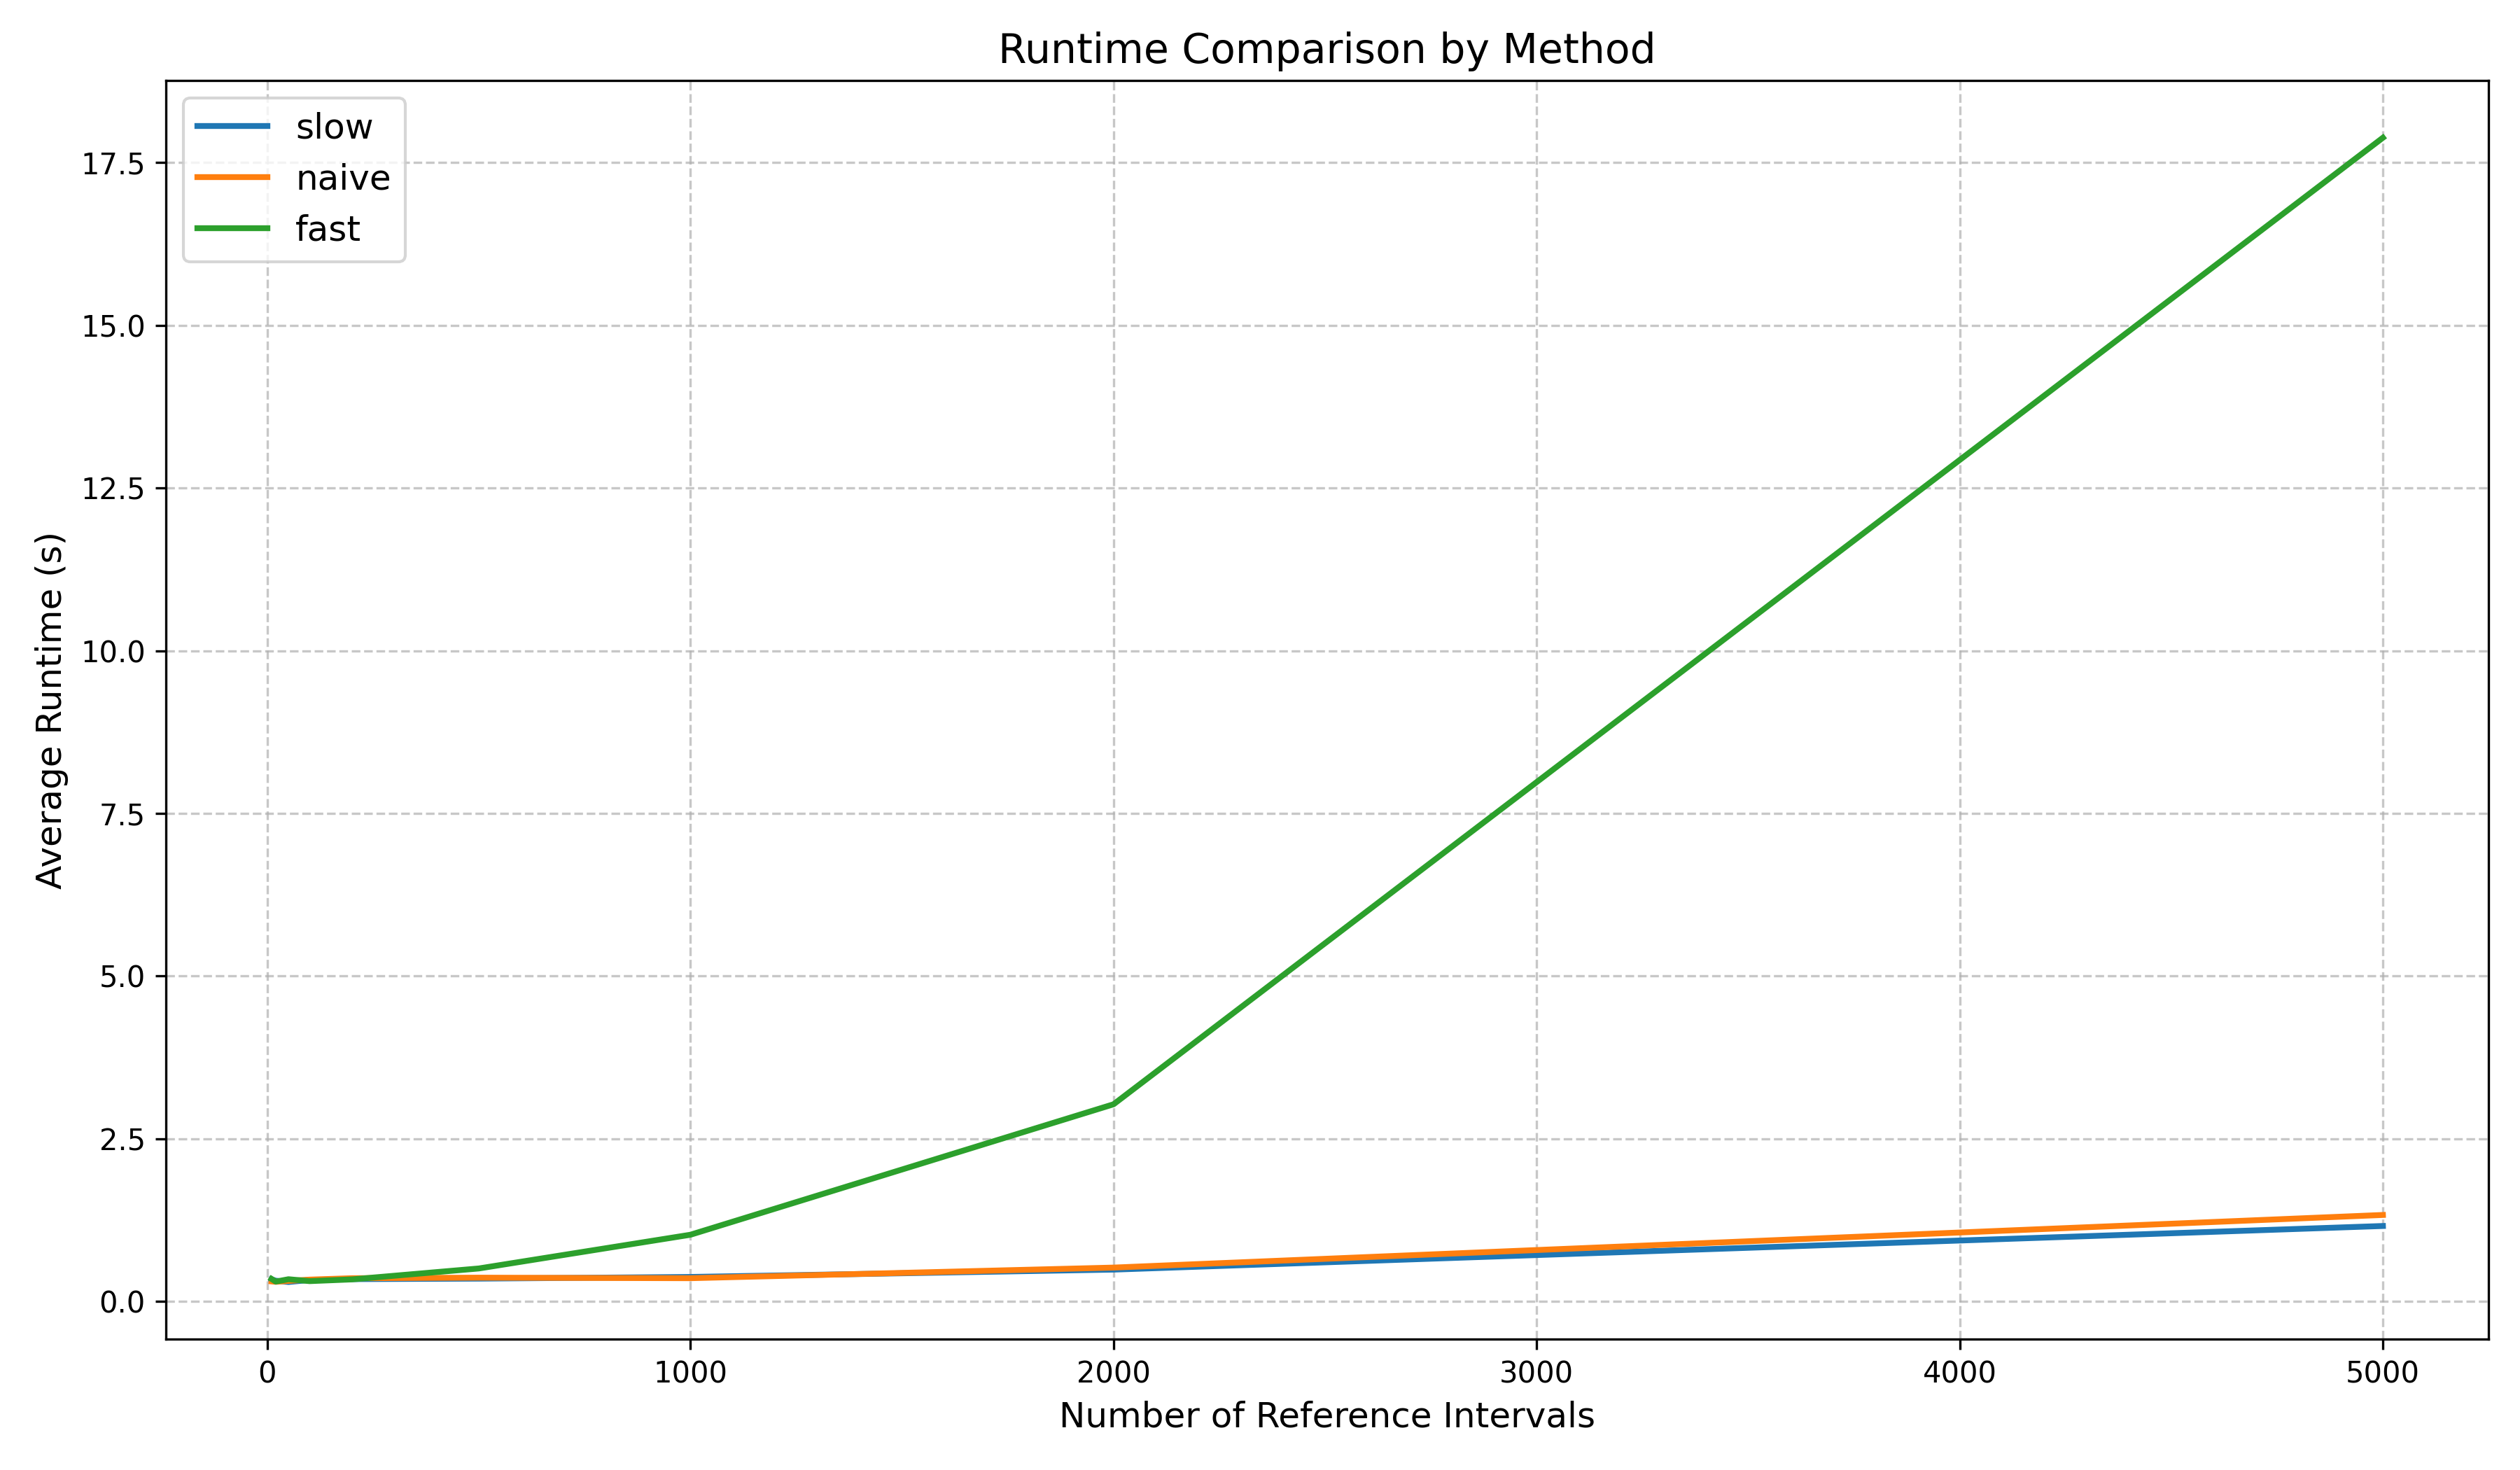 Runtime Comparison by Method
slow
naive
fast
17.5
15.0
12.5
10.0
7.5
5.0
2.5
0.0
Average Runtime (s)
0 1000 2000 3000 4000 5000
Number of Reference Intervals